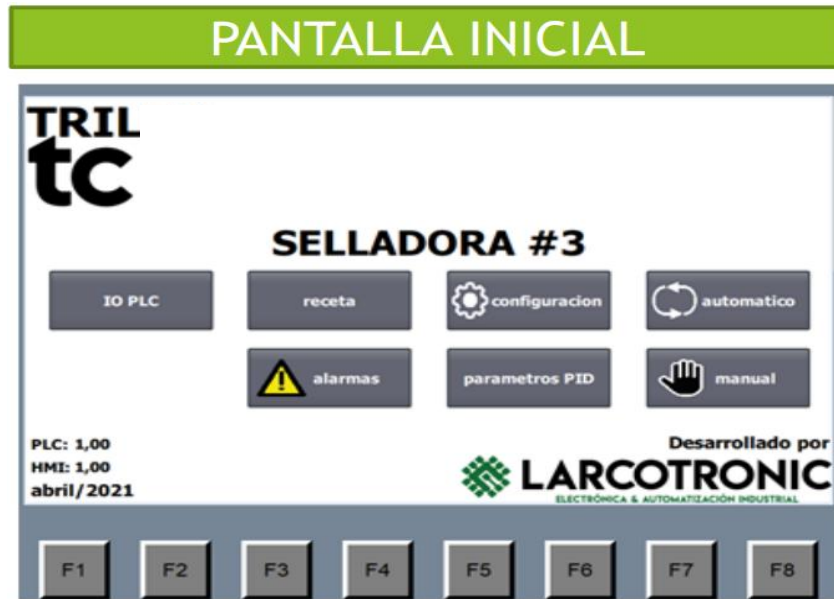 PANTALLA INICIAL
TRIL
tc
SELLADORA #3
IO PLC
receta
configuracion
automatico
alarmas
parametros PID
manual
PLC: 1,00
HMI: 1,00
abril/2021
Desarrollado por
LARCOTRONIC
ELECTRÓNICA & AUTOMATIZACIÓN INDUSTRIAL
F1 F2 F3 F4 F5 F6 F7 F8